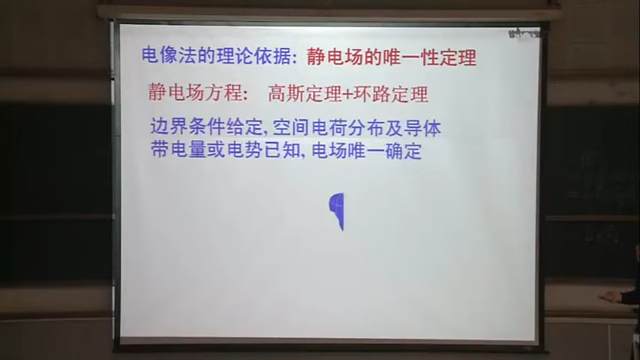 电像法的理论依据: 静电场的唯一性定理
静电场方程: 高斯定理+环路定理
边界条件给定, 空间电荷分布及导体
带电量或电势已知, 电场唯一确定